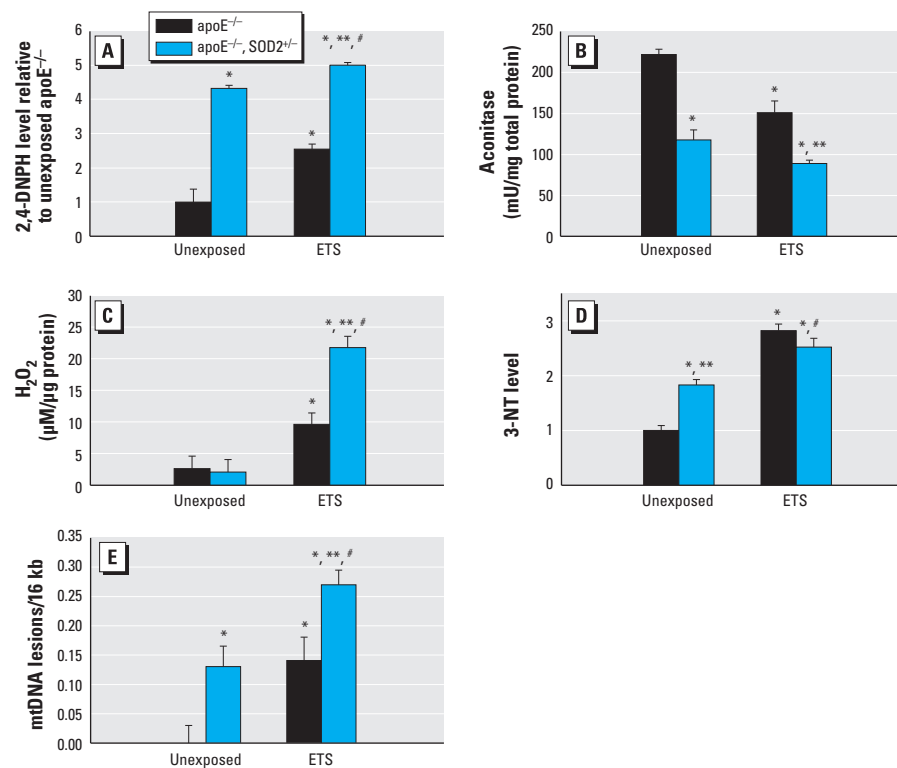 A
apoE−/−
apoE−/−, SOD2+/−
2,4-DNPH level relative
to unexposed apoE−/−
6
5
4
3
2
1
0
*
*
*, **, #
Unexposed
ETS
B
Aconitase
(mU/mg total protein)
250
200
150
100
50
0
*
*
*, **
Unexposed
ETS
C
H2O2
(µM/µg protein)
30
25
20
15
10
5
0
*
*, **, #
Unexposed
ETS
D
3-NT level
3
2
1
0
*, **
*
*, #
Unexposed
ETS
E
mtDNA lesions/16 kb
0.35
0.30
0.25
0.20
0.15
0.10
0.05
0.00
*
*
*, **, #
Unexposed
ETS